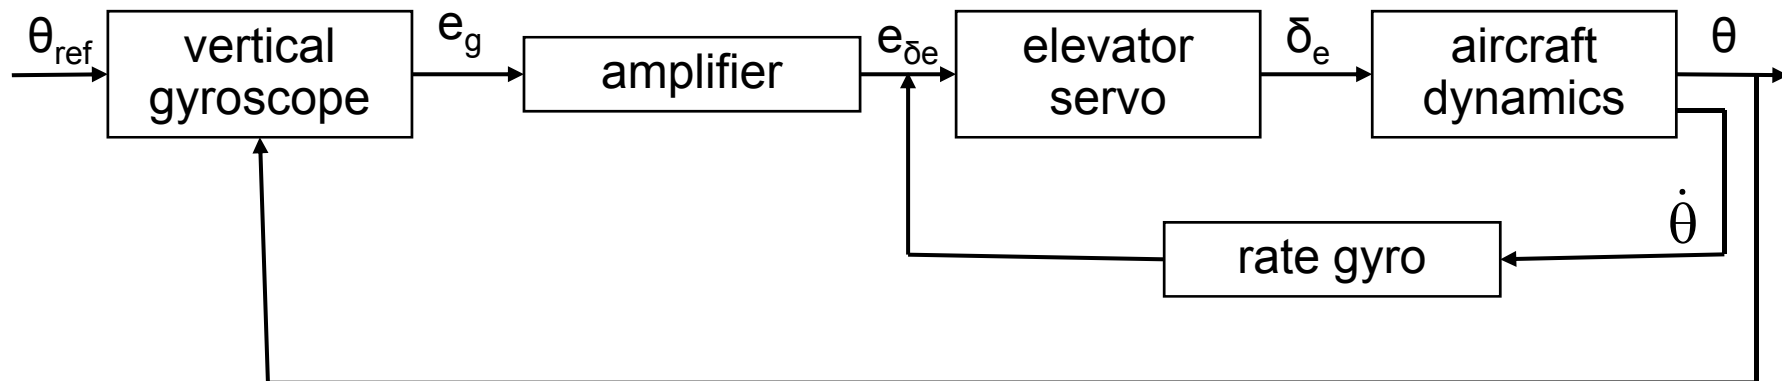 θref
vertical
gyroscope
eg
amplifier
eδe
elevator
servo
δe
aircraft
dynamics
θ
θ̇
rate gyro